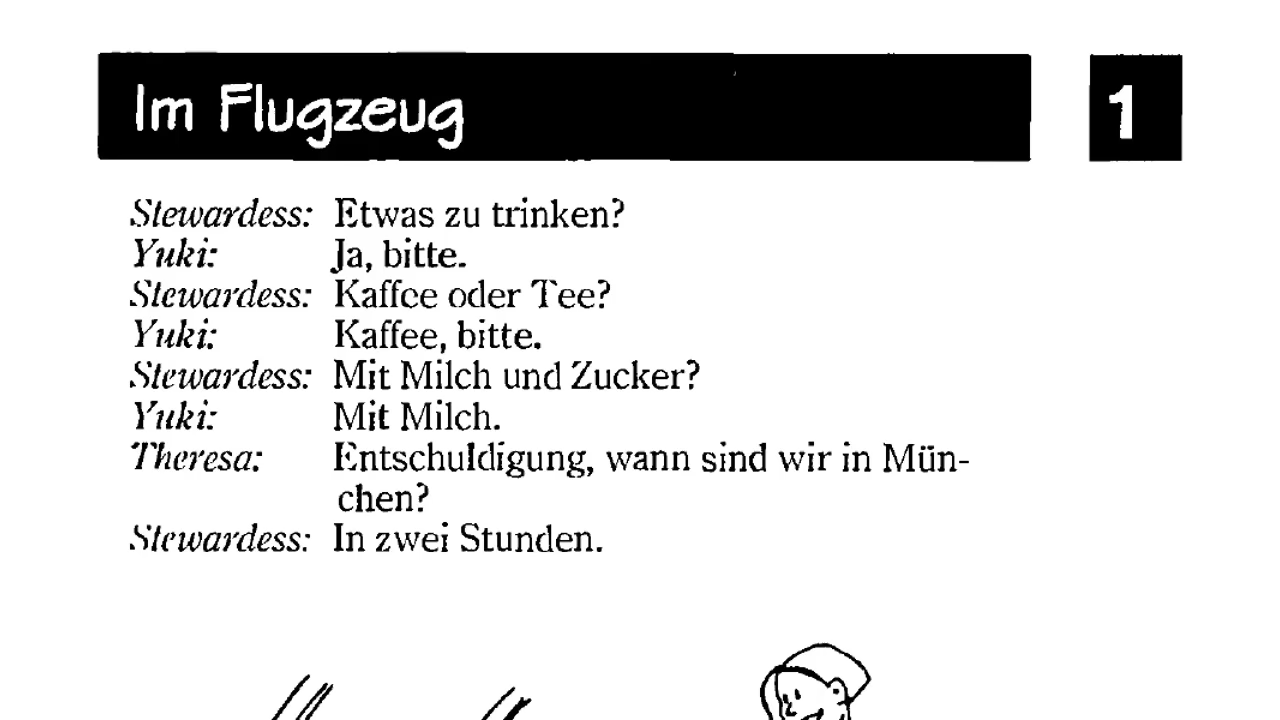 Im Flugzeug 1
Stewardess: Etwas zu trinken?
Yuki: Ja, bitte.
Stewardess: Kaffee oder Tee?
Yuki: Kaffee, bitte.
Stewardess: Mit Milch und Zucker?
Yuki: Mit Milch.
Theresa: Entschuldigung, wann sind wir in Mün-
chen?
Stewardess: In zwei Stunden.